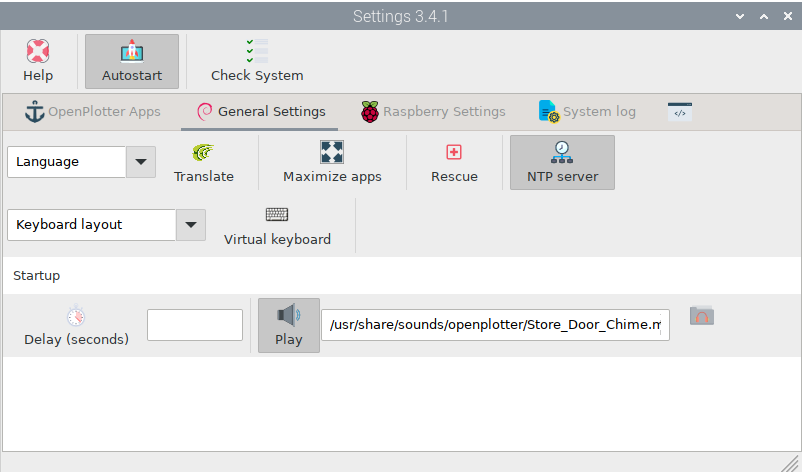 Settings 3.4.1
Help
Autostart
Check System
OpenPlotter Apps
General Settings
Raspberry Settings
System log
</>
Language
Translate
Maximize apps
Rescue
NTP server
Keyboard layout
Virtual keyboard
Startup
Delay (seconds)
Play
/usr/share/sounds/openplotter/Store_Door_Chime.m